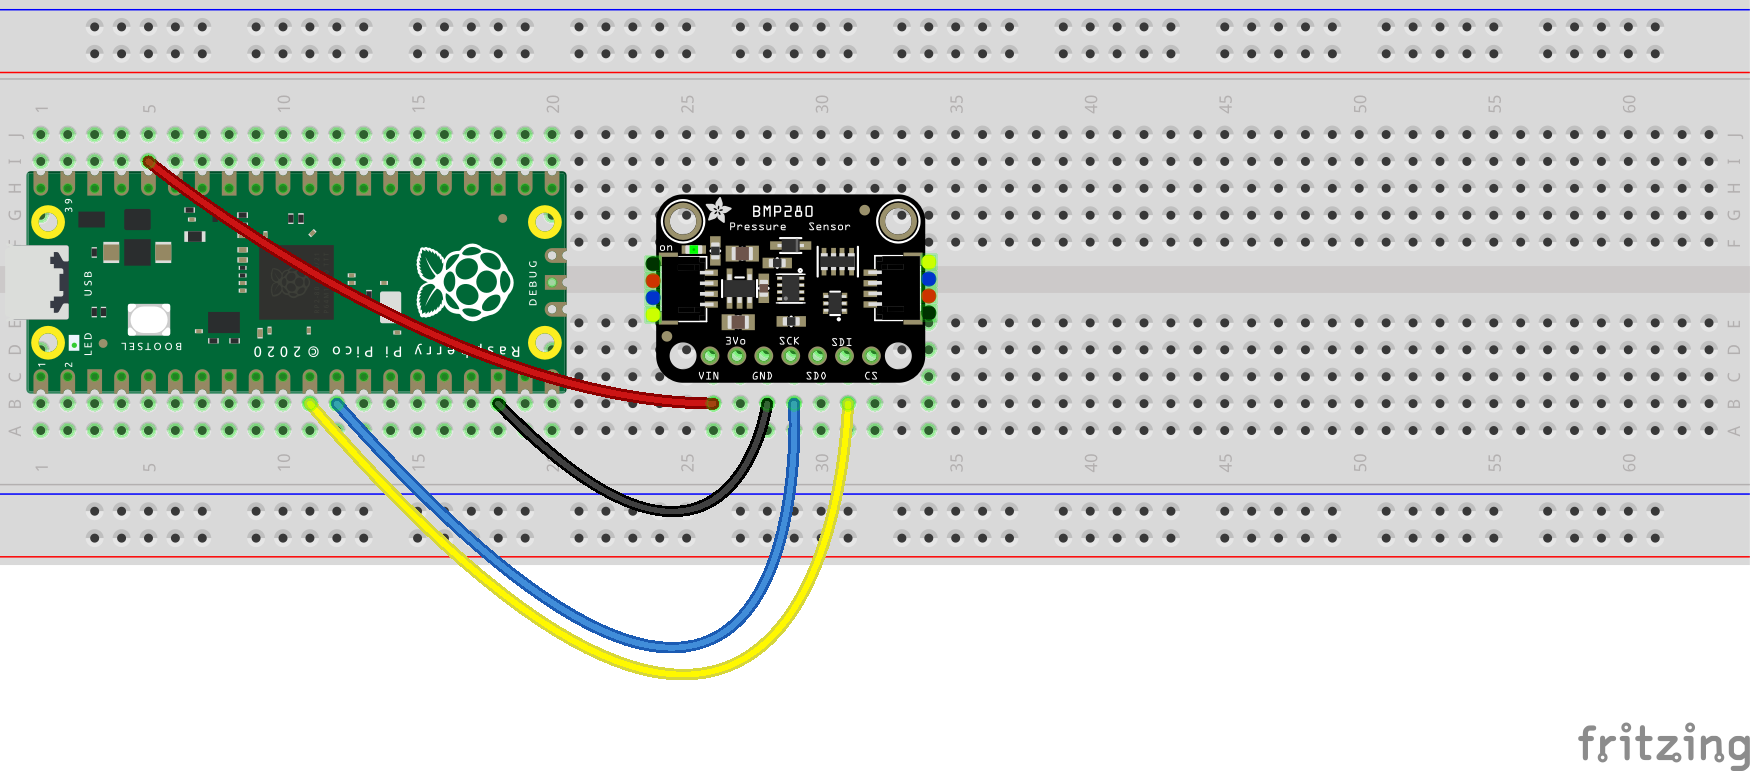 1 5 10 15 20 25 30 35 40 45 50 55 60
J J
I I
H H
G G
F F
39
BMP280
Pressure Sensor
on
USB
DEBUG
E E
D D
C C
B B
A A
LED
BOOTSEL
Raspberry Pi Pico © 2020
1
2
3Vo SCK SDI
VIN GND SDO CS
1 5 10 15 20 25 30 35 40 45 50 55 60
fritzing